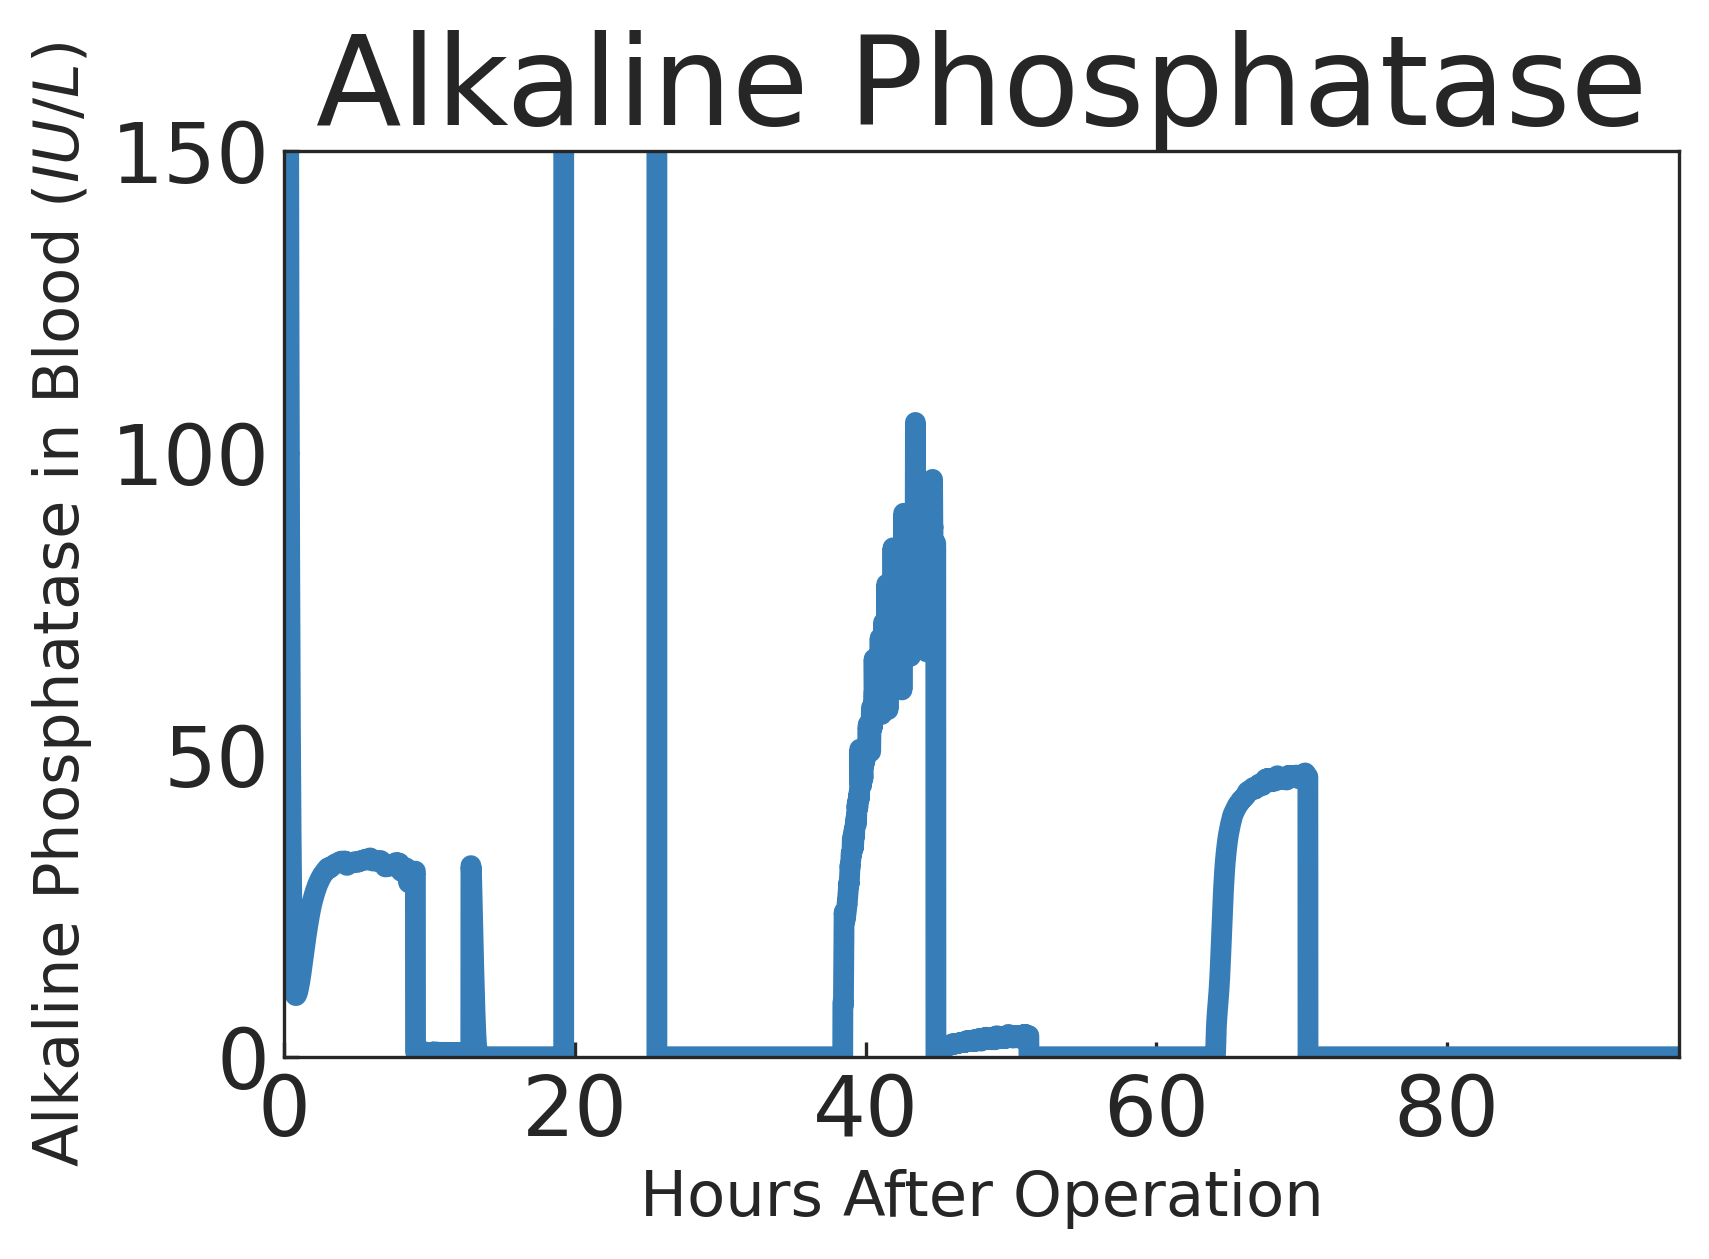 Alkaline Phosphatase
Alkaline Phosphatase in Blood (IU/L)
150
100
50
0
0 20 40 60 80
Hours After Operation